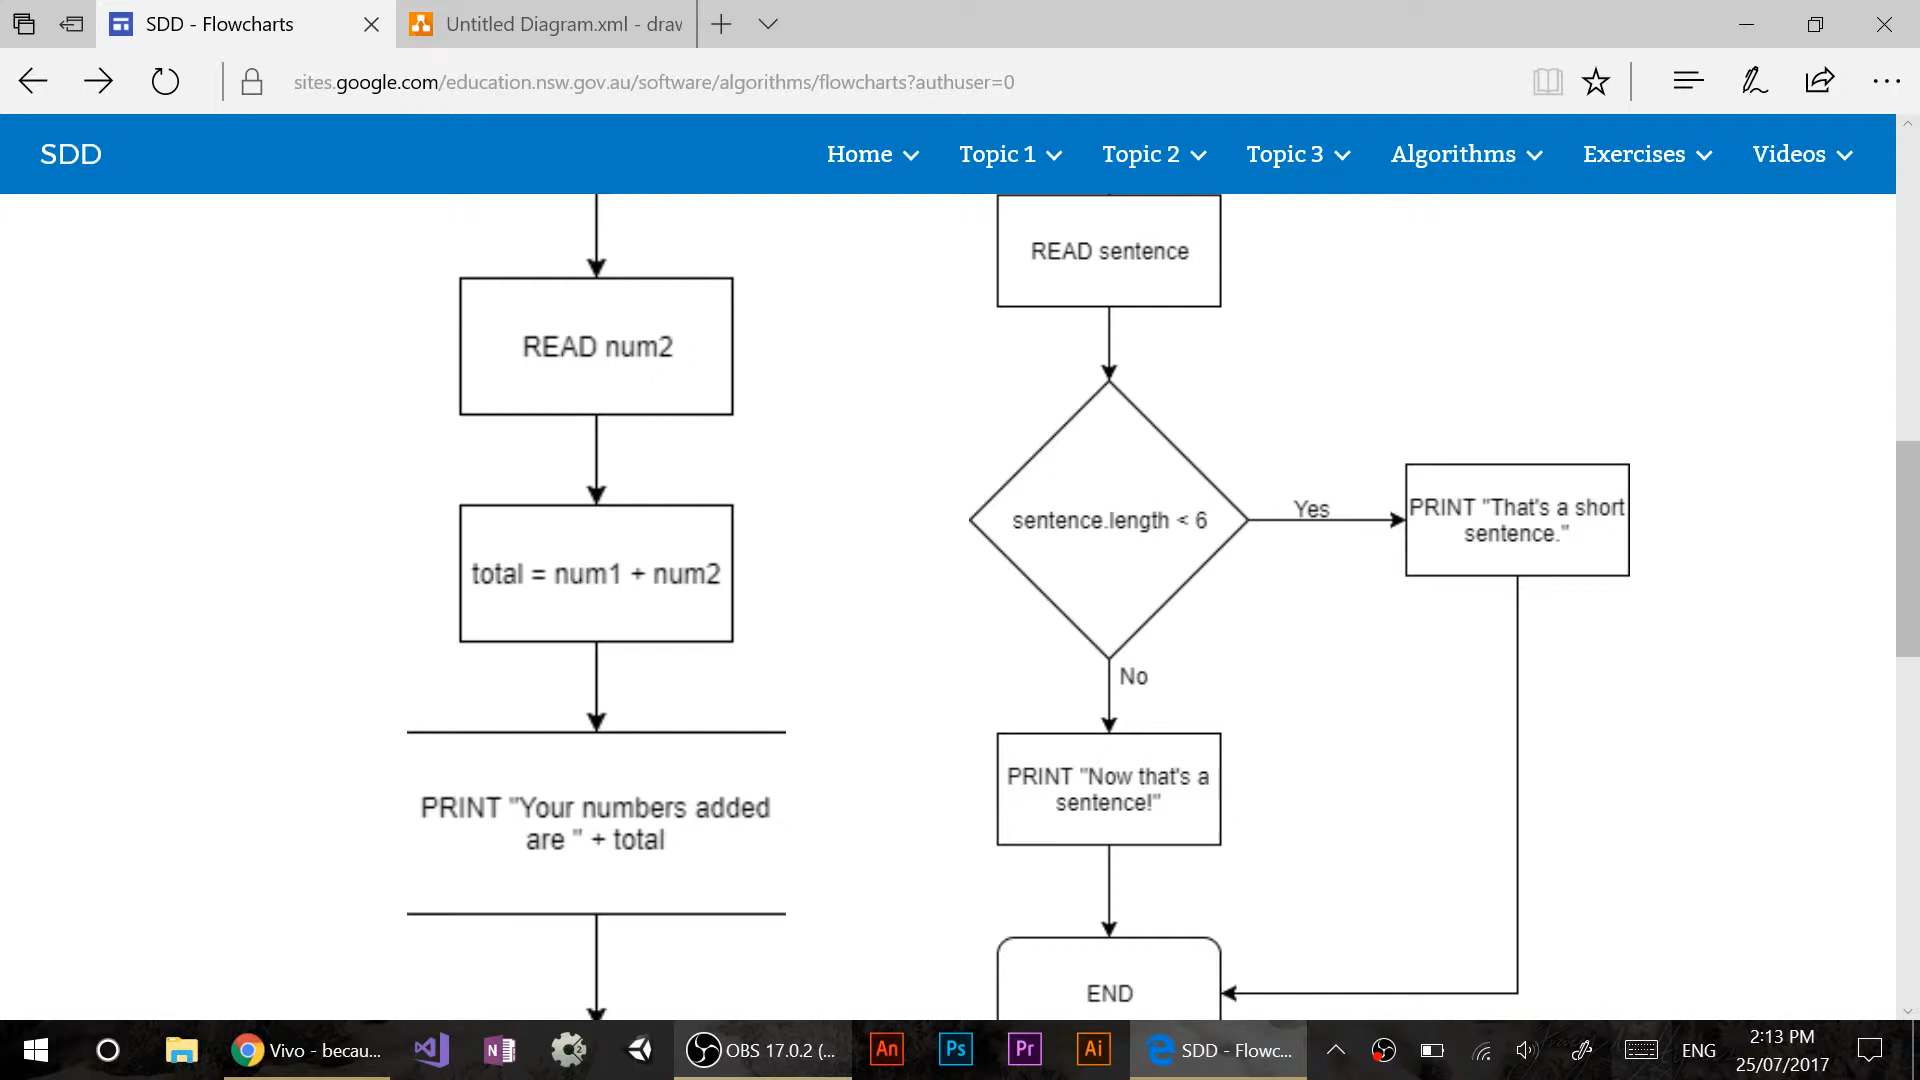 SDD - Flowcharts
Untitled Diagram.xml - draw
sites.google.com/education.nsw.gov.au/software/algorithms/flowcharts?authuser=0
SDD
Home
Topic 1
Topic 2
Topic 3
Algorithms
Exercises
Videos
READ num2
total = num1 + num2
PRINT "Your numbers added
are " + total
READ sentence
sentence.length < 6
Yes
PRINT "That's a short
sentence."
No
PRINT "Now that's a
sentence!"
END
Vivo - becau...
N
2
OBS 17.0.2 (...
An
Ps
Pr
Ai
SDD - Flowc...
ENG
2:13 PM
25/07/2017